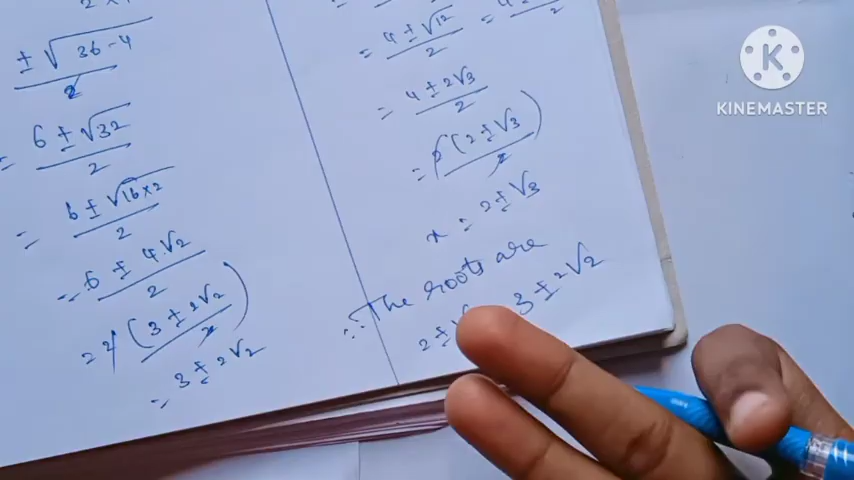 ± √36-4 / 2
= 6 ± √32 / 2
= 6 ± √16×2 / 2
= 6 ± 4.√2 / 2
= 2(3 ± 2√2) / 2
= 3 ± 2√2
= 4 ± √12 / 2 =
= 4 ± 2√3 / 2
= 2(2 ± √3) / 2
x = 2 ± √3
∴ The roots are
2 ± 3 ± 2√2
K
KINEMASTER